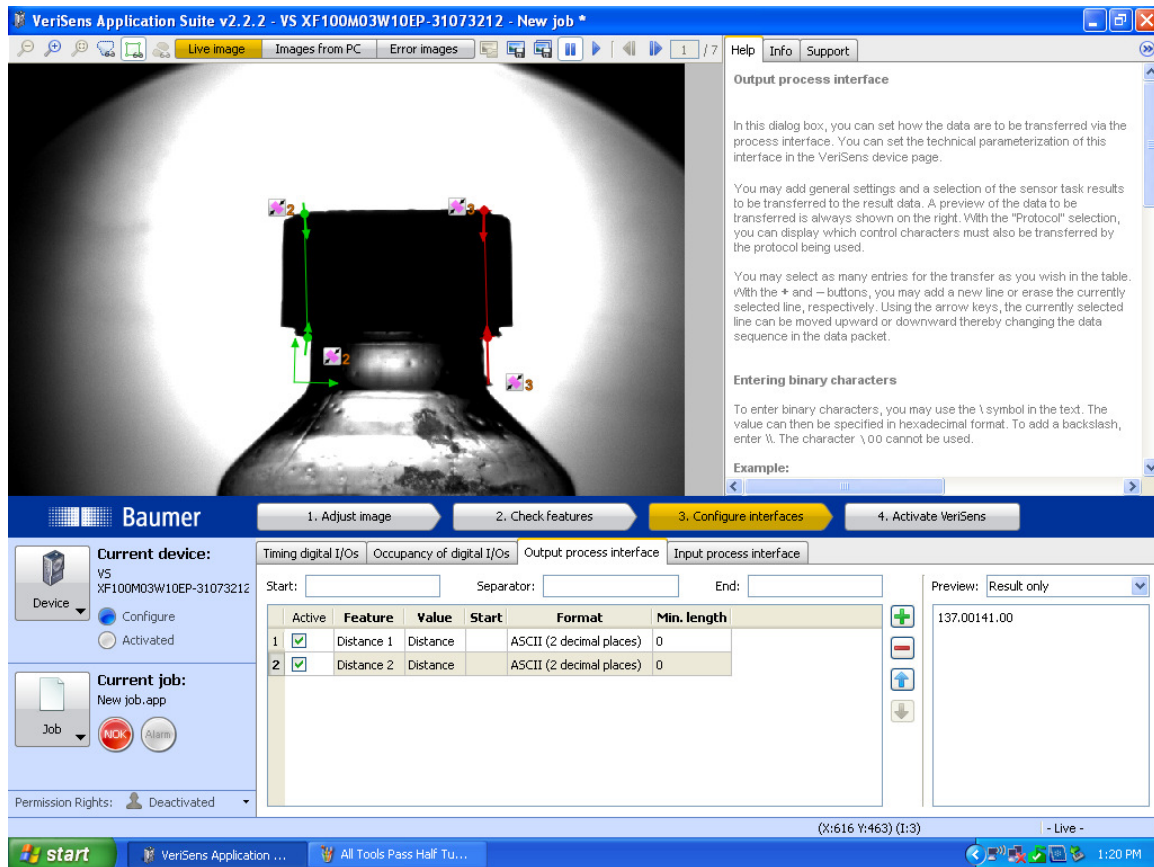 VeriSens Application Suite v2.2.2 - VS XF100M03W10EP-31073212 - New job *
Live image Images from PC Error images 1 / 7
Help Info Support
Output process interface
In this dialog box, you can set how the data are to be transferred via the
process interface. You can set the technical parameterization of this
interface in the VeriSens device page.
You may add general settings and a selection of the sensor task results
to be transferred to the result data. A preview of the data to be
transferred is always shown on the right. With the "Protocol" selection,
you can display which control characters must also be transferred by
the protocol being used.
You may select as many entries for the transfer as you wish in the table.
With the + and – buttons, you may add a new line or erase the currently
selected line, respectively. Using the arrow keys, the currently selected
line can be moved upward or downward thereby changing the data
sequence in the data packet.
Entering binary characters
To enter binary characters, you may use the \ symbol in the text. The
value can then be specified in hexadecimal format. To add a backslash,
enter \\. The character \00 cannot be used.
Example:
2
3
2
3
Baumer
1. Adjust image 2. Check features 3. Configure interfaces 4. Activate VeriSens
Current device:
VS
XF100M03W10EP-31073212
Device
Configure
Activated
Current job:
New job.app
Job
NOK Alarm
Permission Rights: Deactivated
Timing digital I/Os Occupancy of digital I/Os Output process interface Input process interface
Start: Separator: End: Preview: Result only
Active Feature Value Start Format Min. length
1 Distance 1 Distance ASCII (2 decimal places) 0
2 Distance 2 Distance ASCII (2 decimal places) 0
137.00141.00
(X:616 Y:463) (I:3) - Live -
start VeriSens Application ... All Tools Pass Half Tu... 1:20 PM